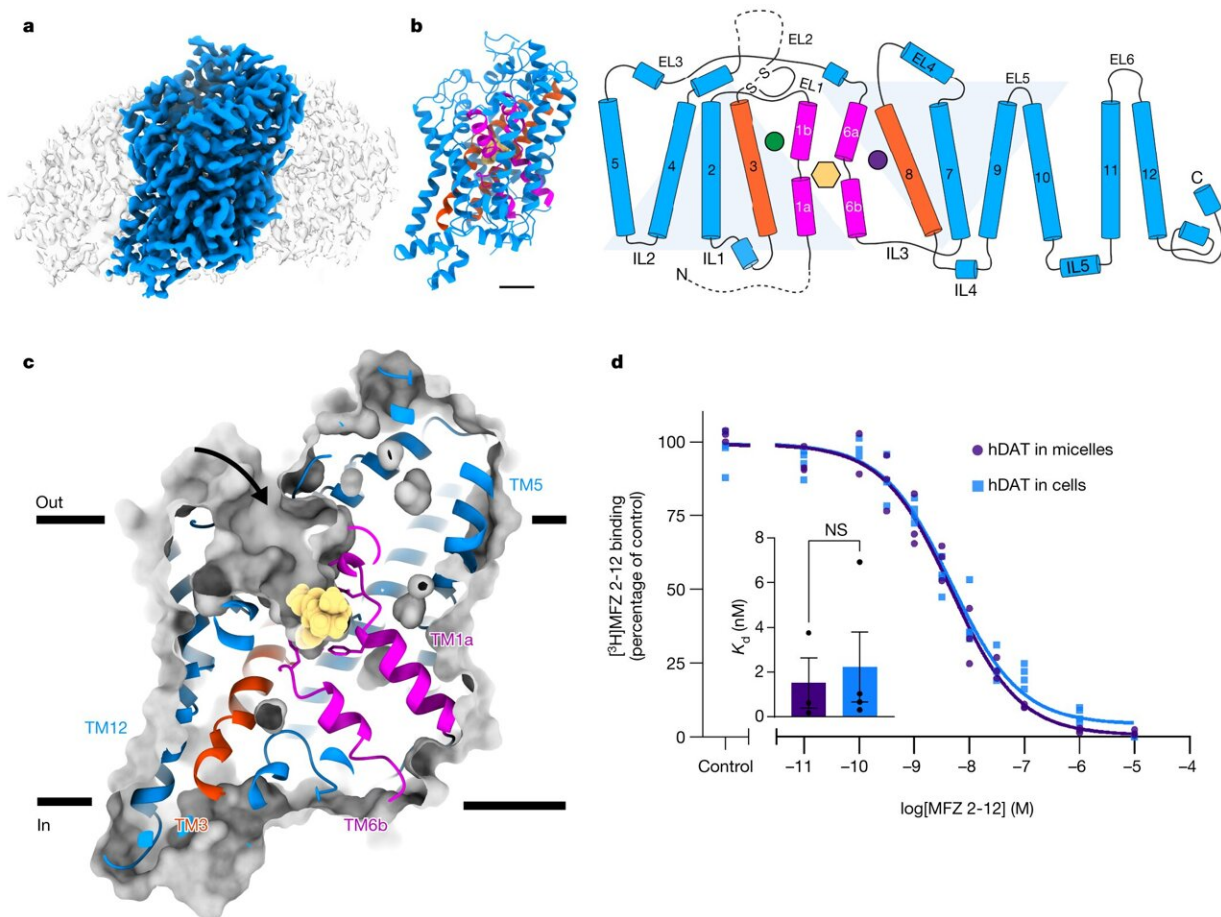 a
b
EL3
EL2
S
S
EL1
EL4
EL5
EL6
5
4
2
3
1b
6a
1a
6b
8
7
9
10
11
12
C
IL2
IL1
N
IL3
IL4
IL5
c
Out
In
TM5
TM1a
TM12
TM3
TM6b
d
[³H]MFZ 2-12 binding
(percentage of control)
100
75
50
25
0
hDAT in micelles
hDAT in cells
NS
Kd (nM)
8
6
4
2
0
Control
–11
–10
–9
–8
–7
–6
–5
–4
log[MFZ 2-12] (M)